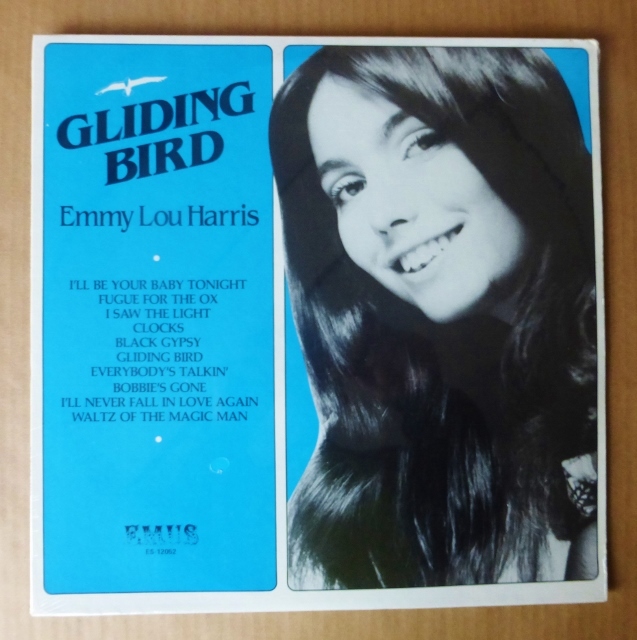 GLIDING
BIRD
Emmy Lou Harris
I'LL BE YOUR BABY TONIGHT
FUGUE FOR THE OX
I SAW THE LIGHT
CLOCKS
BLACK GYPSY
GLIDING BIRD
EVERYBODY'S TALKIN'
BOBBIE'S GONE
I'LL NEVER FALL IN LOVE AGAIN
WALTZ OF THE MAGIC MAN
EMUS
ES-12052